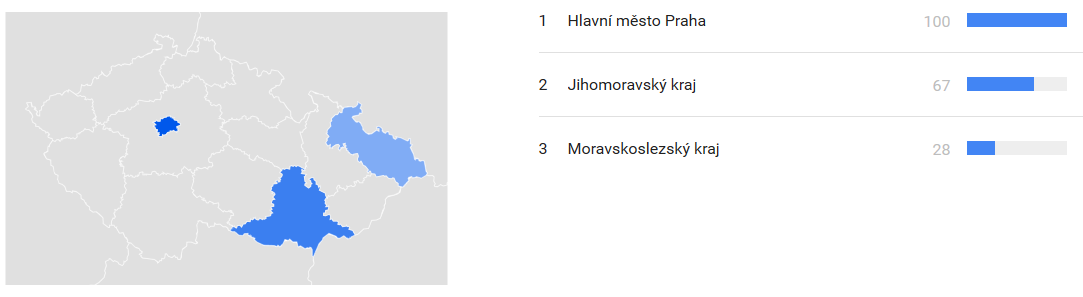 1 Hlavní město Praha 100
2 Jihomoravský kraj 67
3 Moravskoslezský kraj 28